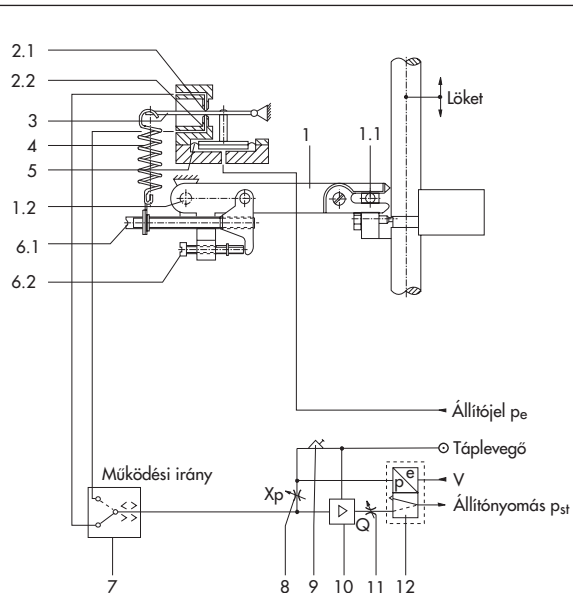 2.1
2.2
3
4
5
1.2
6.1
6.2
1
1.1
Löket
Állítójel pe
Táplevegő
V
Állítónyomás pst
Működési irány
< >
> >
Xp
Q
p e
7
8
9
10
11
12